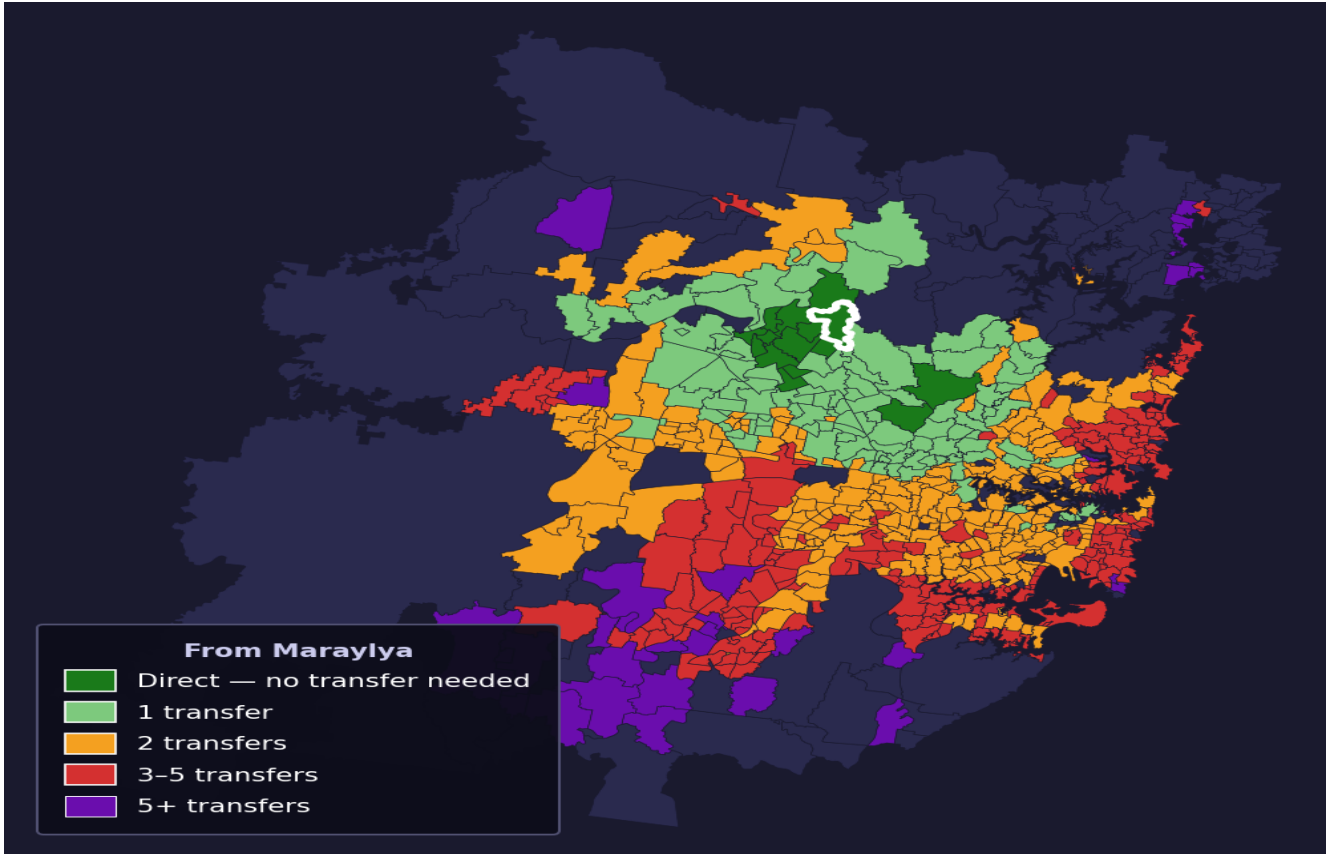 From Maraylya
Direct — no transfer needed
1 transfer
2 transfers
3–5 transfers
5+ transfers